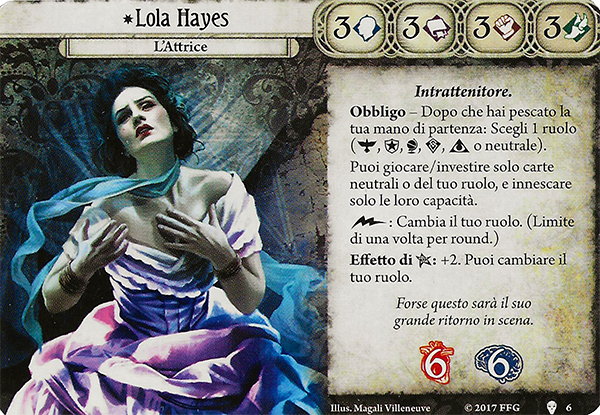 *Lola Hayes
L'Attrice
3 3 3 3
Intrattenitore.
Obbligo – Dopo che hai pescato la
tua mano di partenza: Scegli 1 ruolo
( , , , , o neutrale).
Puoi giocare/investire solo carte
neutrali o del tuo ruolo, e innescare
solo le loro capacità.
: Cambia il tuo ruolo. (Limite
di una volta per round.)
Effetto di : +2. Puoi cambiare il
tuo ruolo.
Forse questo sarà il suo
grande ritorno in scena.
6 6
Illus. Magali Villeneuve © 2017 FFG 6